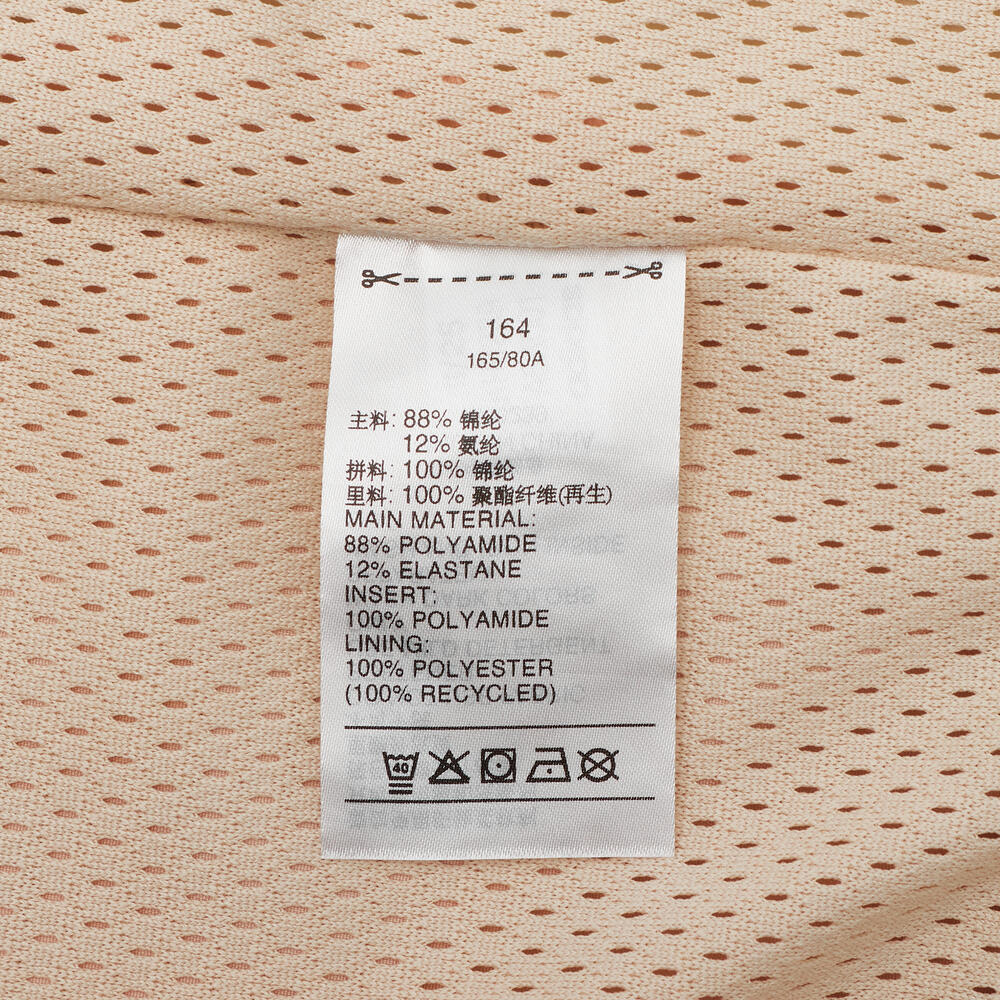 164
165/80A
主料: 88% 锦纶
12% 氨纶
拼料: 100% 锦纶
里料: 100% 聚酯纤维(再生)
MAIN MATERIAL:
88% POLYAMIDE
12% ELASTANE
INSERT:
100% POLYAMIDE
LINING:
100% POLYESTER
(100% RECYCLED)
40